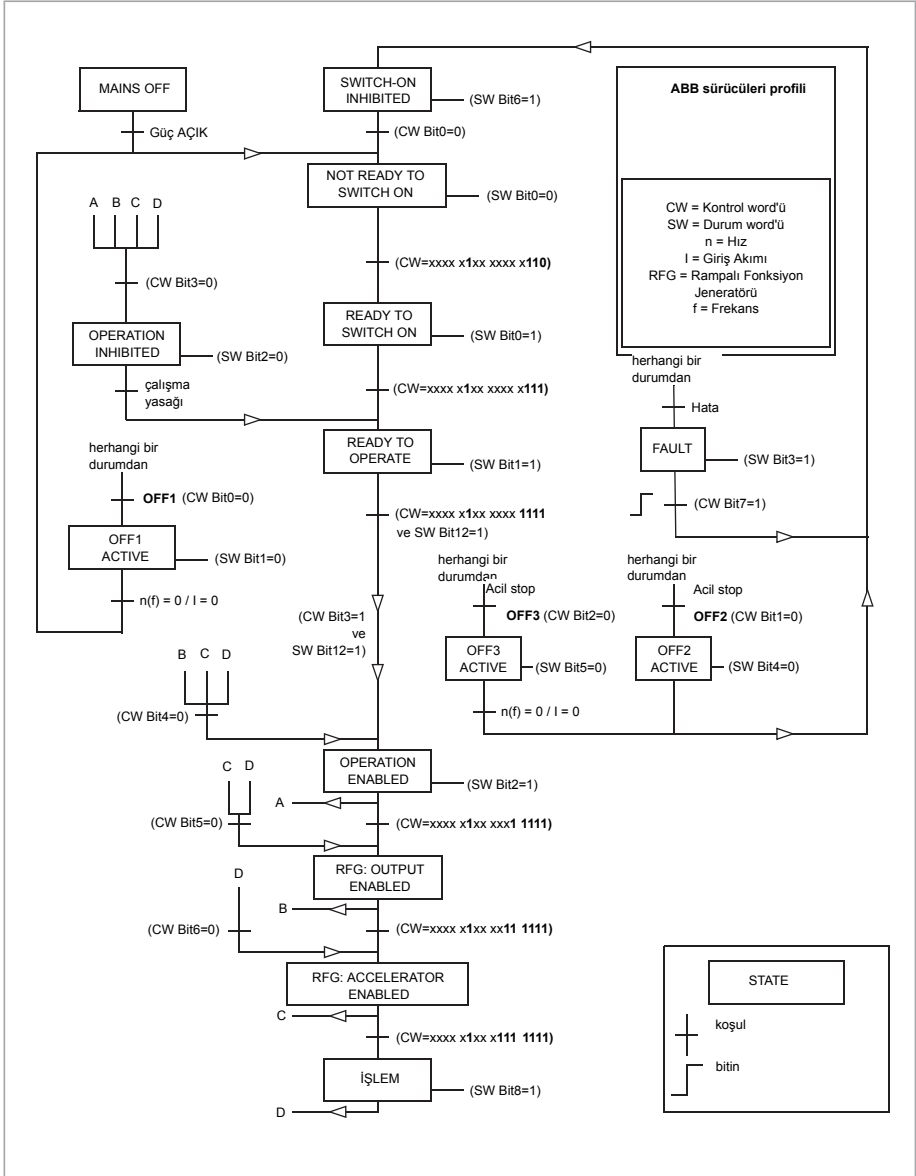 MAINS OFF
Güç AÇIK
SWITCH-ON
INHIBITED
(SW Bit6=1)
(CW Bit0=0)
NOT READY TO
SWITCH ON
(SW Bit0=0)
(CW=xxxx x1xx xxxx x110)
READY TO
SWITCH ON
(SW Bit0=1)
(CW=xxxx x1xx xxxx x111)
READY TO
OPERATE
(SW Bit1=1)
(CW=xxxx x1xx xxxx 1111
ve SW Bit12=1)
A B C D
(CW Bit3=0)
OPERATION
INHIBITED
(SW Bit2=0)
çalışma
yasağı
herhangi bir
durumdan
OFF1 (CW Bit0=0)
OFF1
ACTIVE
(SW Bit1=0)
n(f) = 0 / I = 0
ABB sürücüleri profili
CW = Kontrol word'ü
SW = Durum word'ü
n = Hız
I = Giriş Akımı
RFG = Rampalı Fonksiyon
Jeneratörü
f = Frekans
herhangi bir
durumdan
Hata
FAULT
(SW Bit3=1)
(CW Bit7=1)
herhangi bir
durumdan
Acil stop
OFF3 (CW Bit2=0)
OFF3
ACTIVE
(SW Bit5=0)
n(f) = 0 / I = 0
herhangi bir
durumdan
Acil stop
OFF2 (CW Bit1=0)
OFF2
ACTIVE
(SW Bit4=0)
(CW Bit3=1
ve
SW Bit12=1)
B C D
(CW Bit4=0)
OPERATION
ENABLED
(SW Bit2=1)
A
(CW=xxxx x1xx xxx1 1111)
C D
(CW Bit5=0)
RFG: OUTPUT
ENABLED
B
(CW=xxxx x1xx xx11 1111)
D
(CW Bit6=0)
RFG: ACCELERATOR
ENABLED
C
(CW=xxxx x1xx x111 1111)
İŞLEM
(SW Bit8=1)
D
STATE
koşul
bitin